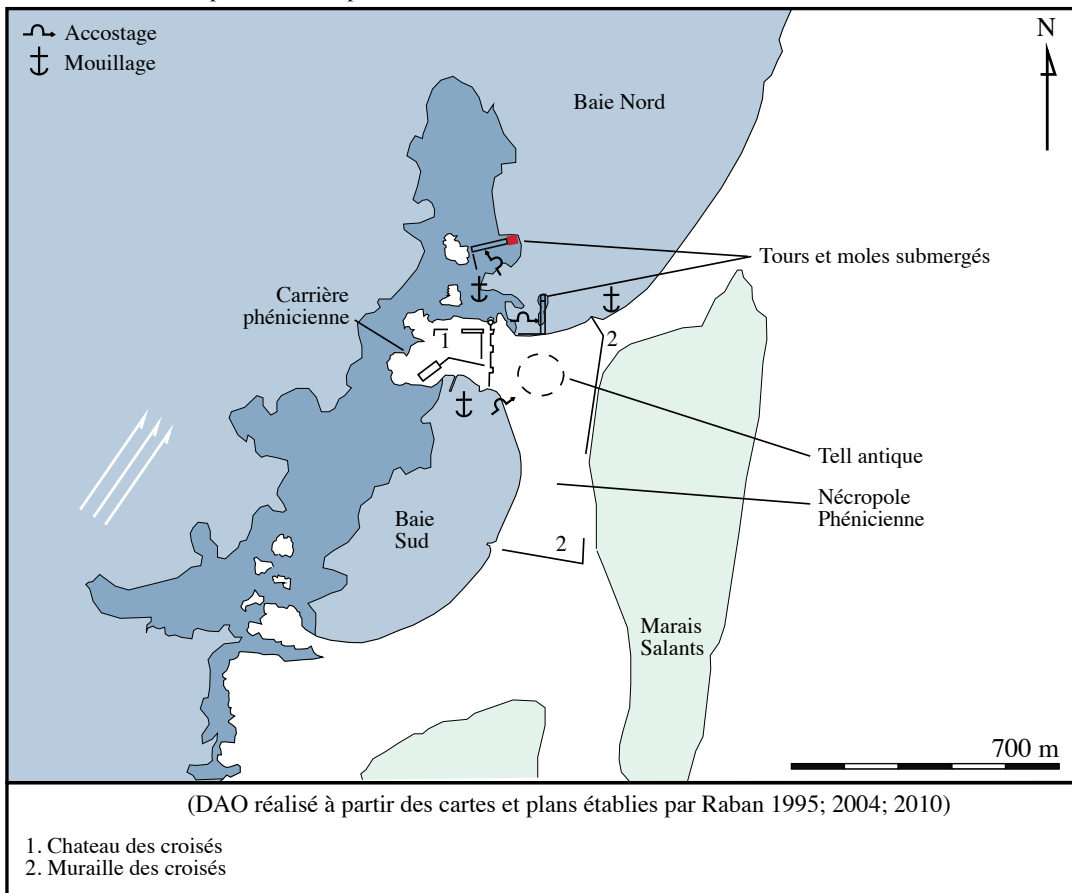 Accostage
Mouillage
N
Baie Nord
Tours et moles submergés
Carrière
phénicienne
1
2
Tell antique
Nécropole
Phénicienne
Baie
Sud
2
Marais
Salants
700 m
(DAO réalisé à partir des cartes et plans établies par Raban 1995; 2004; 2010)
1. Chateau des croisés
2. Muraille des croisés